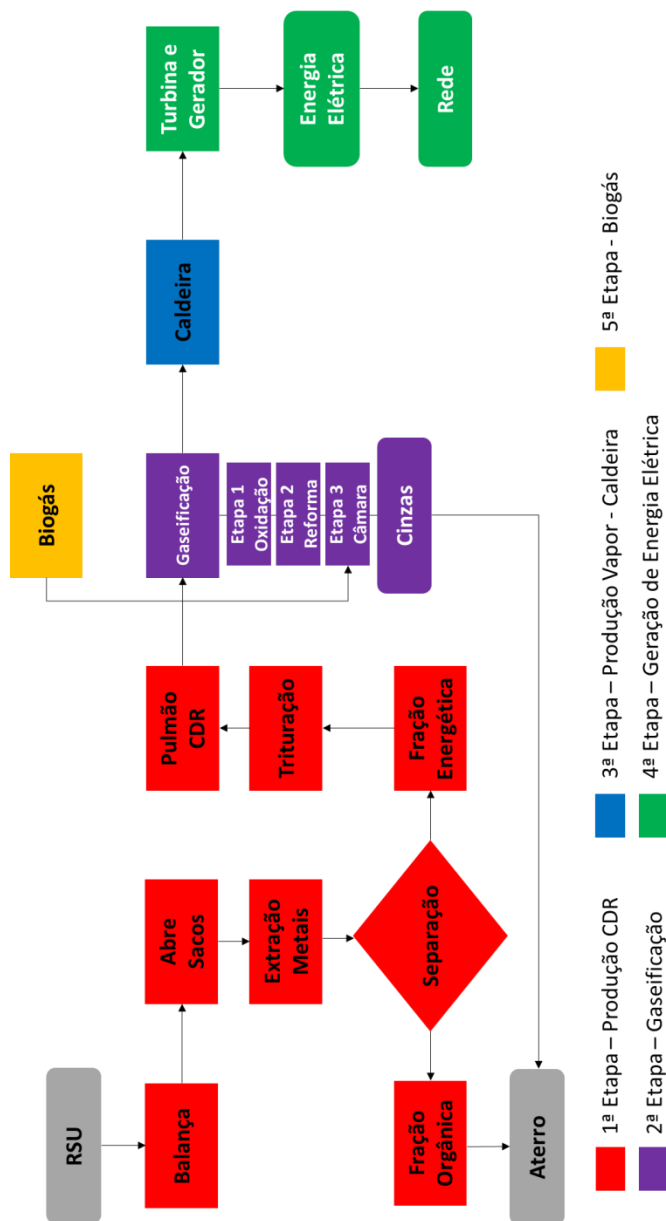 RSU
Balança
Abre
Sacos
Extração
Metais
Separação
Fração
Orgânica
Aterro
Fração
Energética
Trituração
Pulmão
CDR
Biogás
Gaseificação
Etapa 1
Oxidação
Etapa 2
Reforma
Etapa 3
Câmara
Cinzas
Caldeira
Turbina e
Gerador
Energia
Elétrica
Rede
1ª Etapa – Produção CDR
2ª Etapa – Gaseificação
3ª Etapa – Produção Vapor - Caldeira
4ª Etapa – Geração de Energia Elétrica
5ª Etapa - Biogás